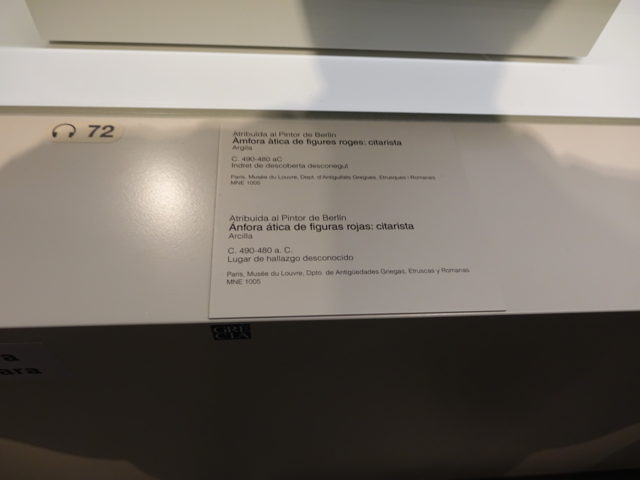 72
Atribuïda al Pintor de Berlín
Àmfora àtica de figures roges: citarista
Argila
C. 490-480 aC
Indret de descoberta desconegut
Paris, Musée du Louvre, Dept. d'Antiguitats Gregues, Etrusques i Romanes
MNE 1005
Atribuida al Pintor de Berlín
Ánfora ática de figuras rojas: citarista
Arcilla
C. 490-480 a. C.
Lugar de hallazgo desconocido
Paris, Musée du Louvre, Dpto. de Antigüedades Griegas, Etruscas y Romanas
MNE 1005
GRE
CIA
a
ara